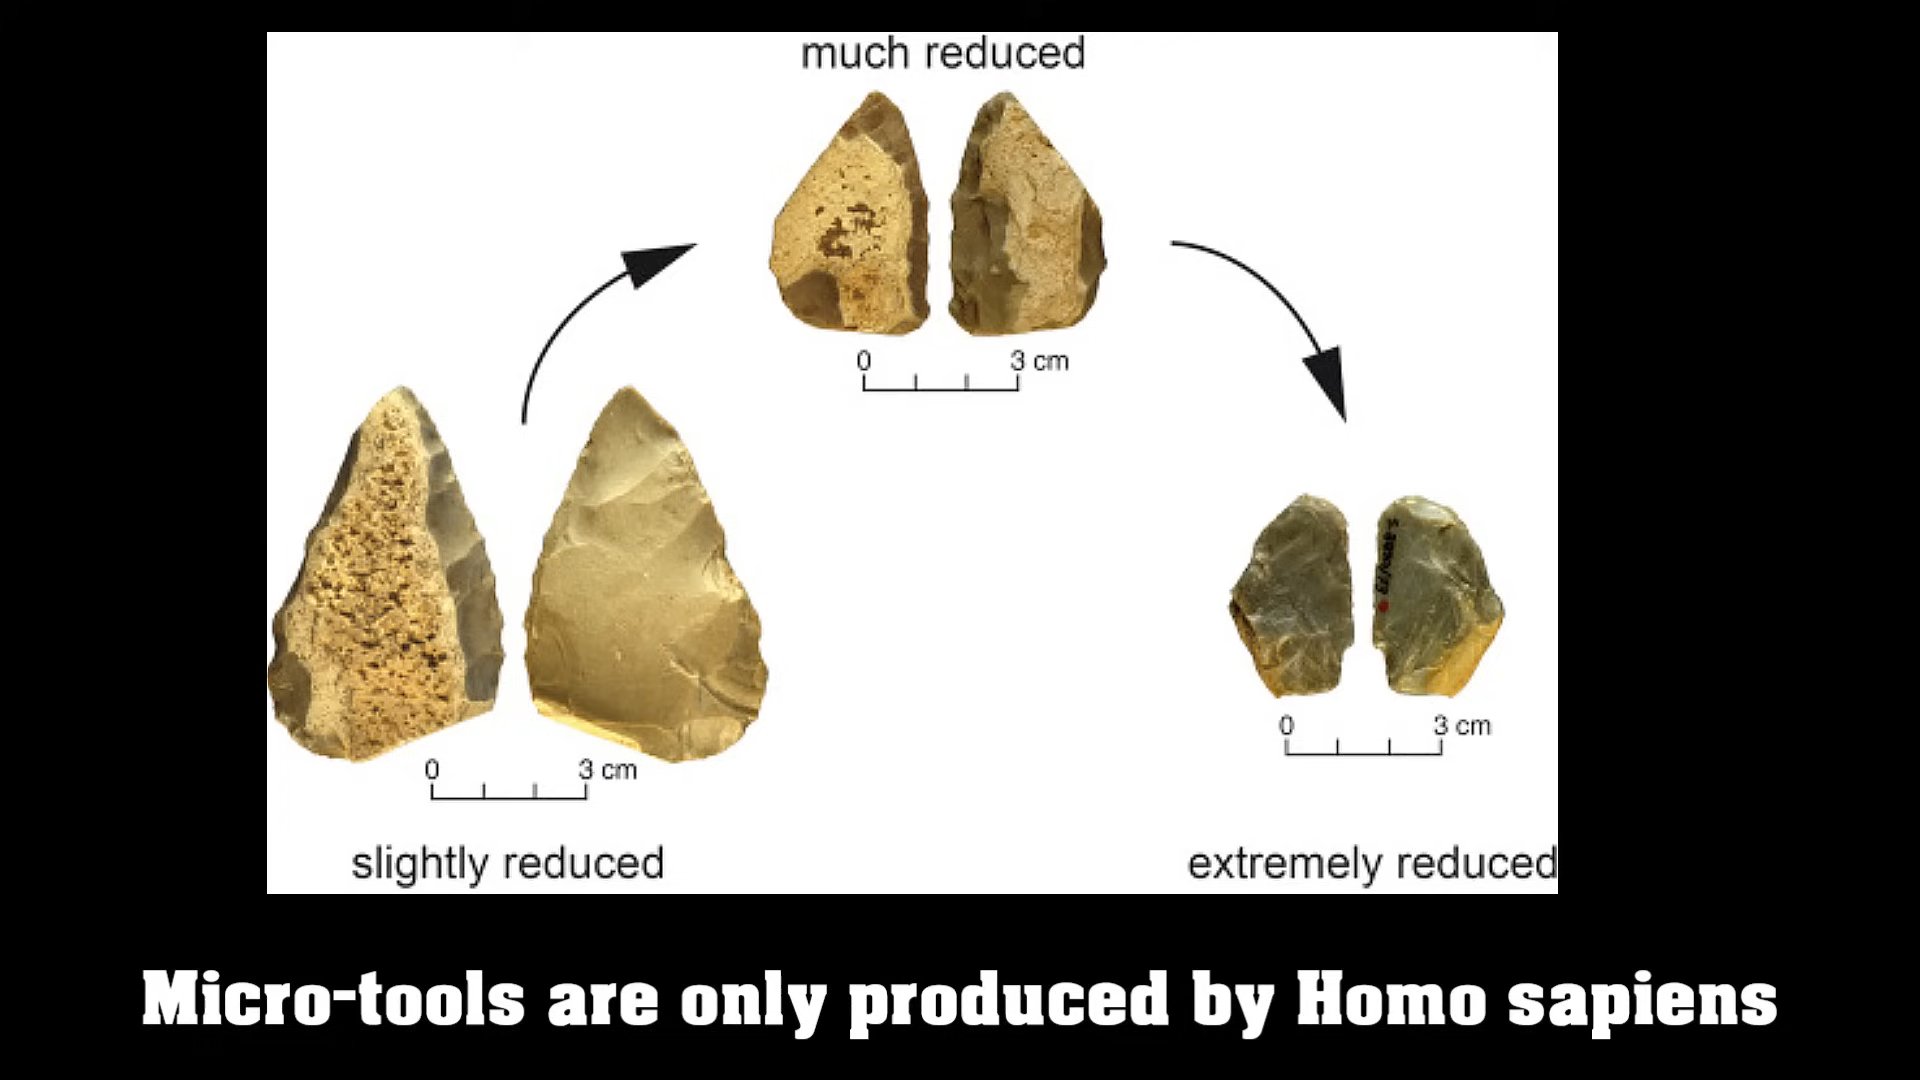 much reduced
0 3 cm
0 3 cm
0 3 cm
slightly reduced
extremely reduced
Micro-tools are only produced by Homo sapiens